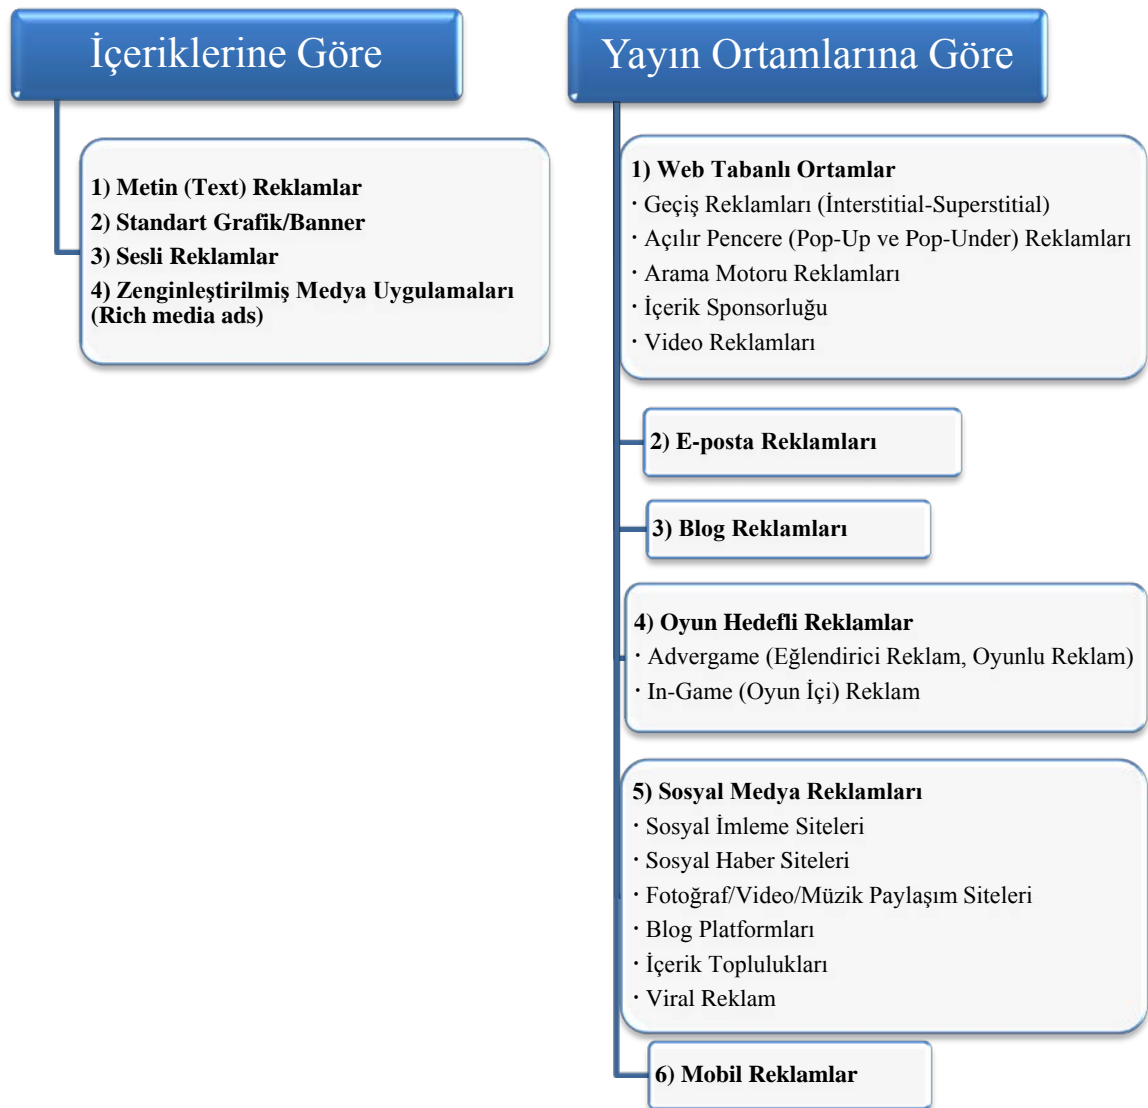 İçeriklerine Göre
1) Metin (Text) Reklamlar
2) Standart Grafik/Banner
3) Sesli Reklamlar
4) Zenginleştirilmiş Medya Uygulamaları
(Rich media ads)
Yayın Ortamlarına Göre
1) Web Tabanlı Ortamlar
· Geçiş Reklamları (İnterstitial-Superstitial)
· Açılır Pencere (Pop-Up ve Pop-Under) Reklamları
· Arama Motoru Reklamları
· İçerik Sponsorluğu
· Video Reklamları
2) E-posta Reklamları
3) Blog Reklamları
4) Oyun Hedefli Reklamlar
· Advergame (Eğlendirici Reklam, Oyunlu Reklam)
· In-Game (Oyun İçi) Reklam
5) Sosyal Medya Reklamları
· Sosyal İmleme Siteleri
· Sosyal Haber Siteleri
· Fotoğraf/Video/Müzik Paylaşım Siteleri
· Blog Platformları
· İçerik Toplulukları
· Viral Reklam
6) Mobil Reklamlar